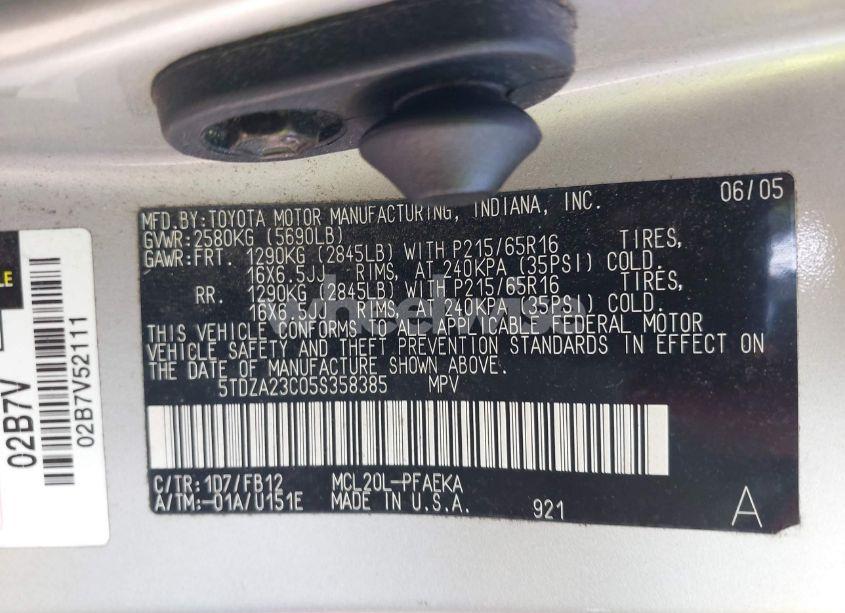 06/05
MFD. BY: TOYOTA MOTOR MANUFACTURING, INDIANA, INC.
GVWR: 2580KG (5690LB)
GAWR: FRT. 1290KG (2845LB) WITH P215/65R16 TIRES,
16X6.5JJ RIMS, AT 240KPA (35PSI) COLD.
RR. 1290KG (2845LB) WITH P215/65R16 TIRES,
16X6.5JJ RIMS, AT 240KPA (35PSI) COLD.
THIS VEHICLE CONFORMS TO ALL APPLICABLE FEDERAL MOTOR
VEHICLE SAFETY AND THEFT PREVENTION STANDARDS IN EFFECT ON
THE DATE OF MANUFACTURE SHOWN ABOVE.
5TDZA23C05S358385 MPV
C/TR: 1D7/FB12 MCL20L-PFAEKA
A/TM: -01A/U151E MADE IN U.S.A. 921 A
02B7V
02B7V52111